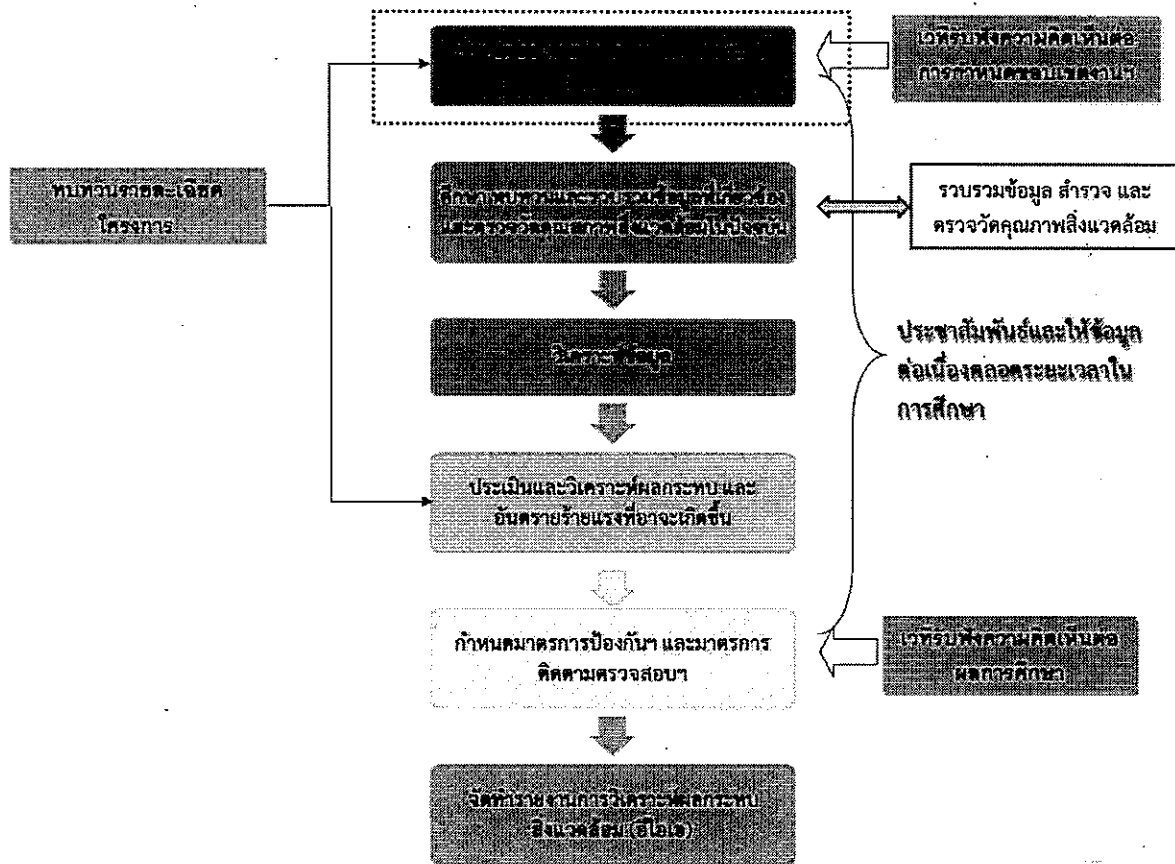 เวทีรับฟังความคิดเห็นต่อ
การกำหนดขอบเขตงานฯ
ทบทวนรายละเอียด
โครงการ
ศึกษาทบทวนและรวบรวมข้อมูลที่เกี่ยวข้อง
และตรวจวัดคุณภาพสิ่งแวดล้อมในปัจจุบัน
รวบรวมข้อมูล สำรวจ และ
ตรวจวัดคุณภาพสิ่งแวดล้อม
วิเคราะห์ข้อมูล
ประชาสัมพันธ์และให้ข้อมูล
ต่อเนื่องตลอดระยะเวลาใน
การศึกษา
ประเมินและวิเคราะห์ผลกระทบ และ
อันตรายร้ายแรงที่อาจะเกิดขึ้น
กำหนดมาตรการป้องกันฯ และมาตรการ
ติดตามตรวจสอบฯ
เวทีรับฟังความคิดเห็นต่อ
ผลการศึกษา
จัดทำรายงานการวิเคราะห์ผลกระทบ
สิ่งแวดล้อม (อีไอเอ)